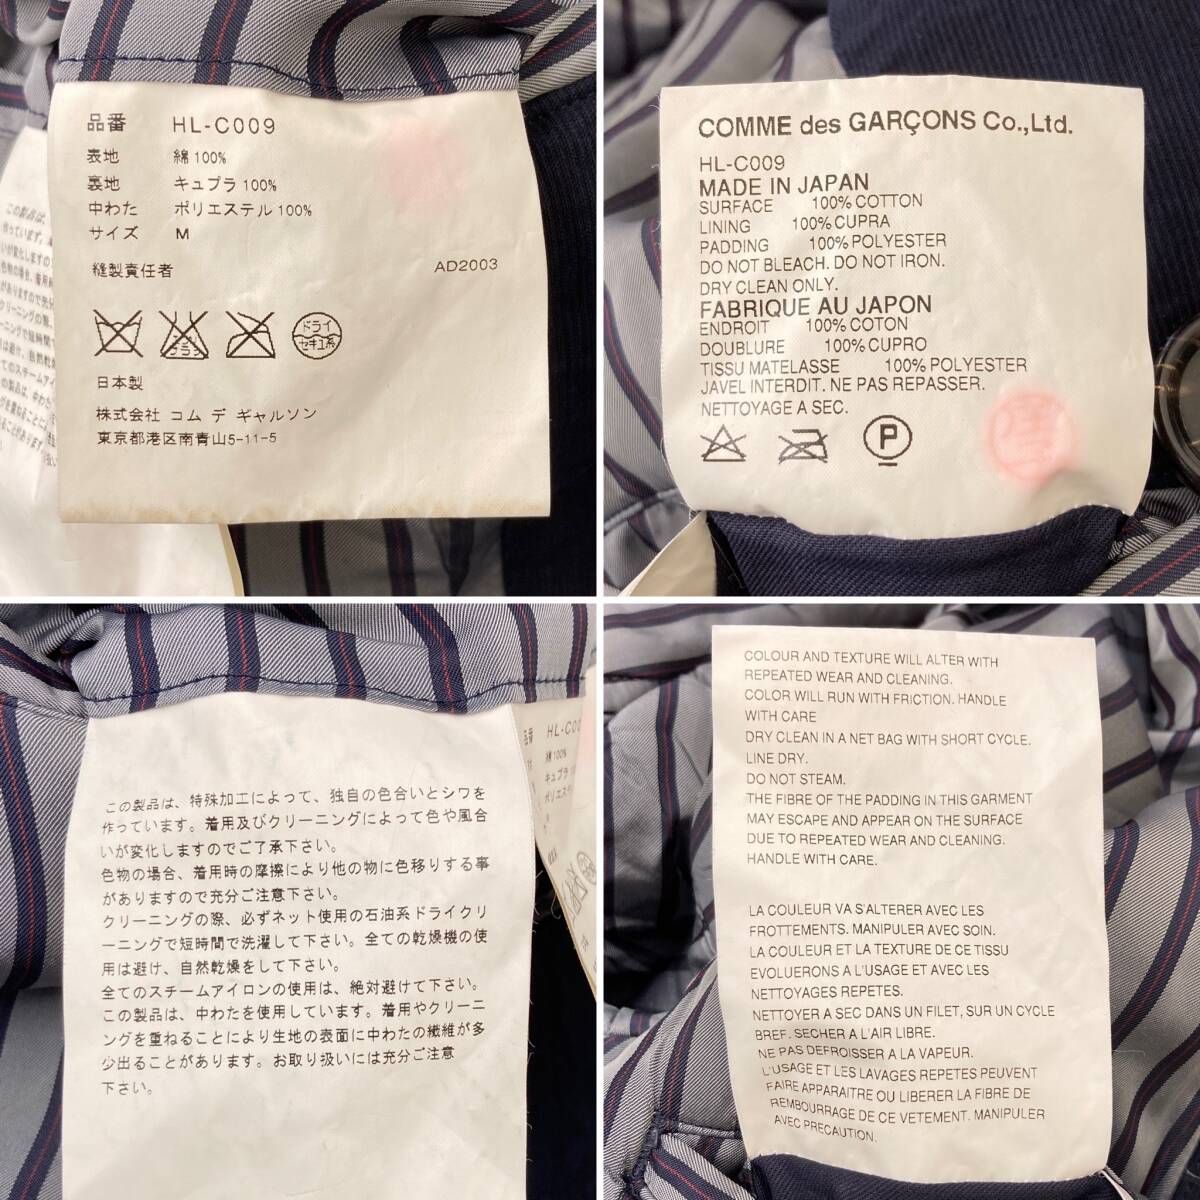 品番 HL-C009
表地 綿100%
裏地 キュプラ100%
中わた ポリエステル100%
サイズ M
縫製責任者 AD2003
ドライ
セキュ系
日本製
株式会社 コム デ ギャルソン
東京都港区南青山5-11-5
COMME des GARÇONS Co.,Ltd.
HL-C009
MADE IN JAPAN
SURFACE 100% COTTON
LINING 100% CUPRA
PADDING 100% POLYESTER
DO NOT BLEACH. DO NOT IRON.
DRY CLEAN ONLY.
FABRIQUE AU JAPON
ENDROIT 100% COTON
DOUBLURE 100% CUPRO
TISSU MATELASSE 100% POLYESTER
JAVEL INTERDIT. NE PAS REPASSER.
NETTOYAGE A SEC.
P
この製品は、特殊加工によって、独自の色合いとシワを
作っています。着用及びクリーニングによって色や風合
いが変化しますのでご了承下さい。
色物の場合、着用時の摩擦により他の物に色移りする事
がありますので充分ご注意下さい。
クリーニングの際、必ずネット使用の石油系ドライクリ
ーニングで短時間で洗濯して下さい。全ての乾燥機の使
用は避け、自然乾燥をして下さい。
全てのスチームアイロンの使用は、絶対避けて下さい。
この製品は、中わたを使用しています。着用やクリーニ
ングを重ねることにより生地の表面に中わたの繊維が多
少出ることがあります。お取り扱いには充分ご注意
下さい。
COLOUR AND TEXTURE WILL ALTER WITH
REPEATED WEAR AND CLEANING.
COLOR WILL RUN WITH FRICTION. HANDLE
WITH CARE
DRY CLEAN IN A NET BAG WITH SHORT CYCLE.
LINE DRY.
DO NOT STEAM.
THE FIBRE OF THE PADDING IN THIS GARMENT
MAY ESCAPE AND APPEAR ON THE SURFACE
DUE TO REPEATED WEAR AND CLEANING.
HANDLE WITH CARE.
LA COULEUR VA S'ALTERER AVEC LES
FROTTEMENTS. MANIPULER AVEC SOIN.
LA COULEUR ET LA TEXTURE DE CE TISSU
EVOLUERONS A L'USAGE ET AVEC LES
NETTOYAGES REPETES.
NETTOYER A SEC DANS UN FILET, SUR UN CYCLE
BREF. SECHER A L'AIR LIBRE.
NE PAS DEFROISSER A LA VAPEUR.
L'USAGE ET LES LAVAGES REPETES PEUVENT
FAIRE APPARAITRE OU LIBERER LA FIBRE DE
REMBOURRAGE DE CE VETEMENT. MANIPULER
AVEC PRECAUTION.